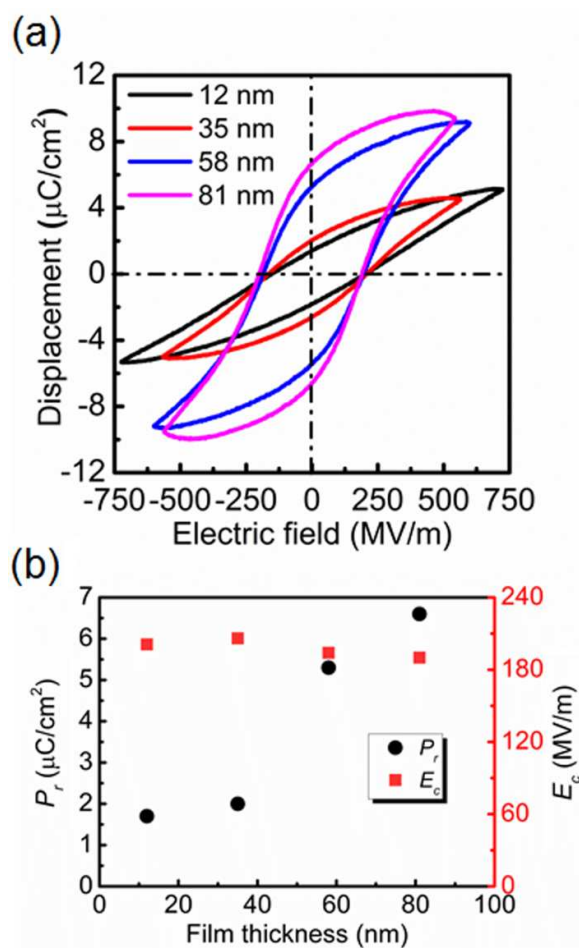 (a)
12
8
4
0
-4
-8
-12
Displacement (μC/cm²)
12 nm
35 nm
58 nm
81 nm
-750 -500 -250 0 250 500 750
Electric field (MV/m)
(b)
7
6
5
4
3
2
1
0
P_r (μC/cm²)
P_r
E_c
240
180
120
60
0
E_c (MV/m)
0 20 40 60 80 100
Film thickness (nm)